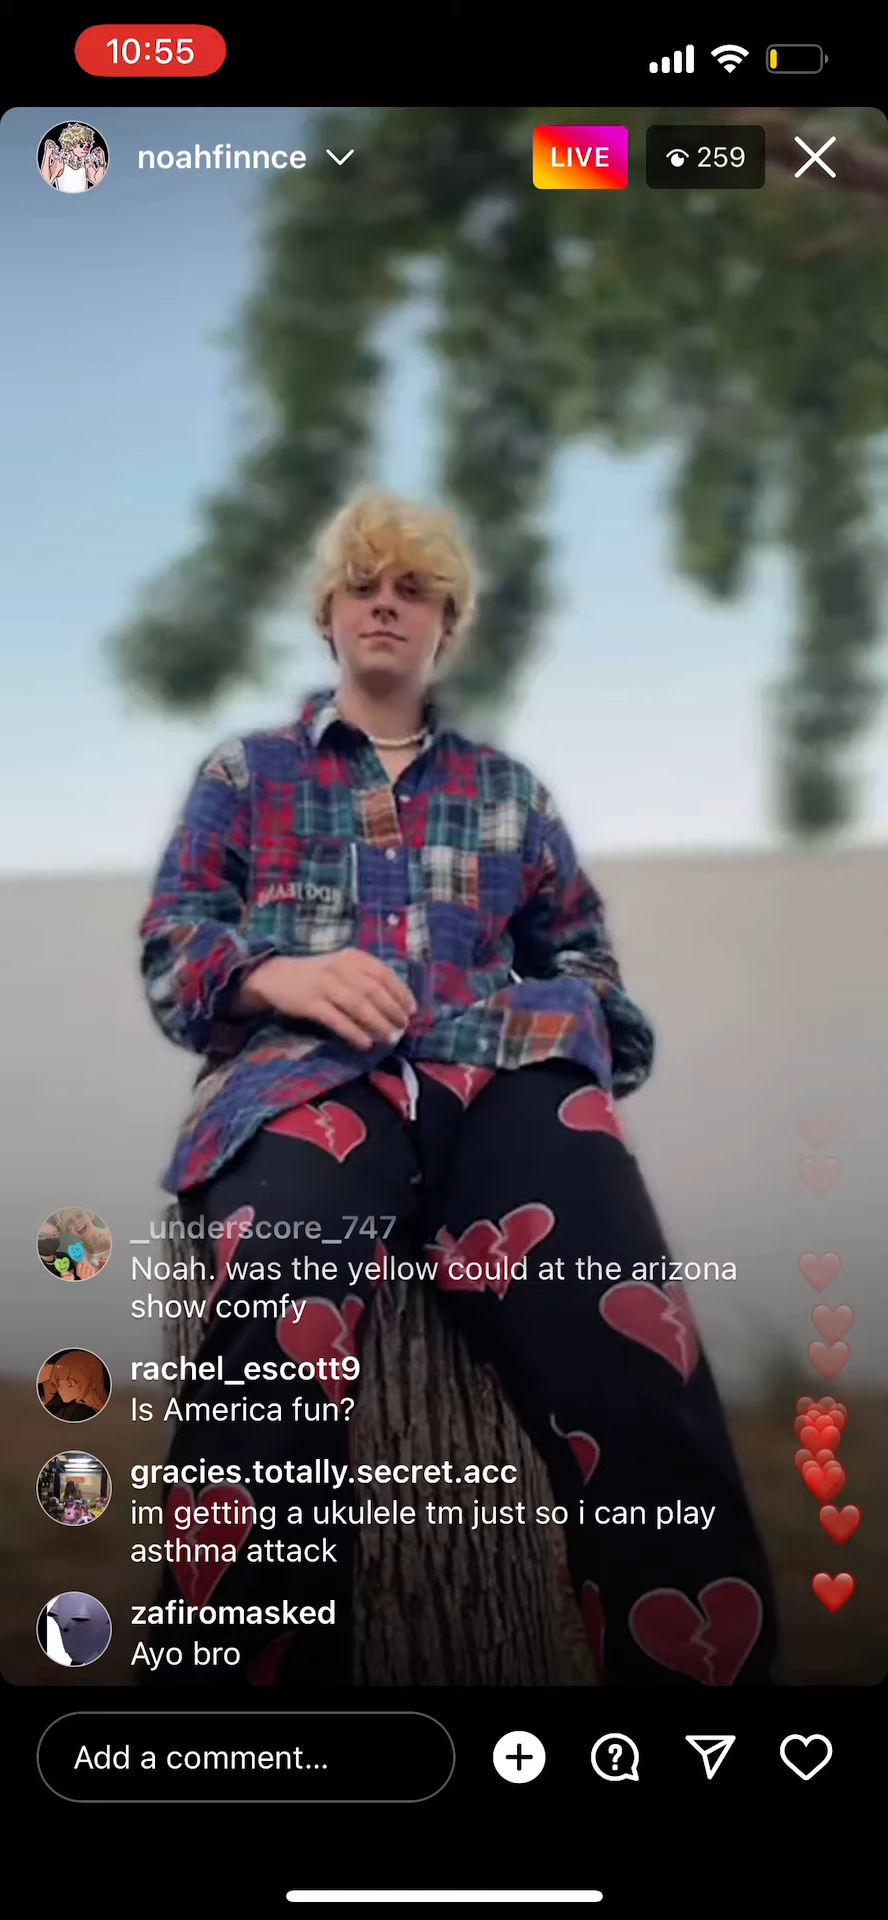 10:55
noahfinnce
LIVE
259
_underscore_747
Noah. was the yellow could at the arizona
show comfy
rachel_escott9
Is America fun?
gracies.totally.secret.acc
im getting a ukulele tm just so i can play
asthma attack
zafiromasked
Ayo bro
Add a comment...